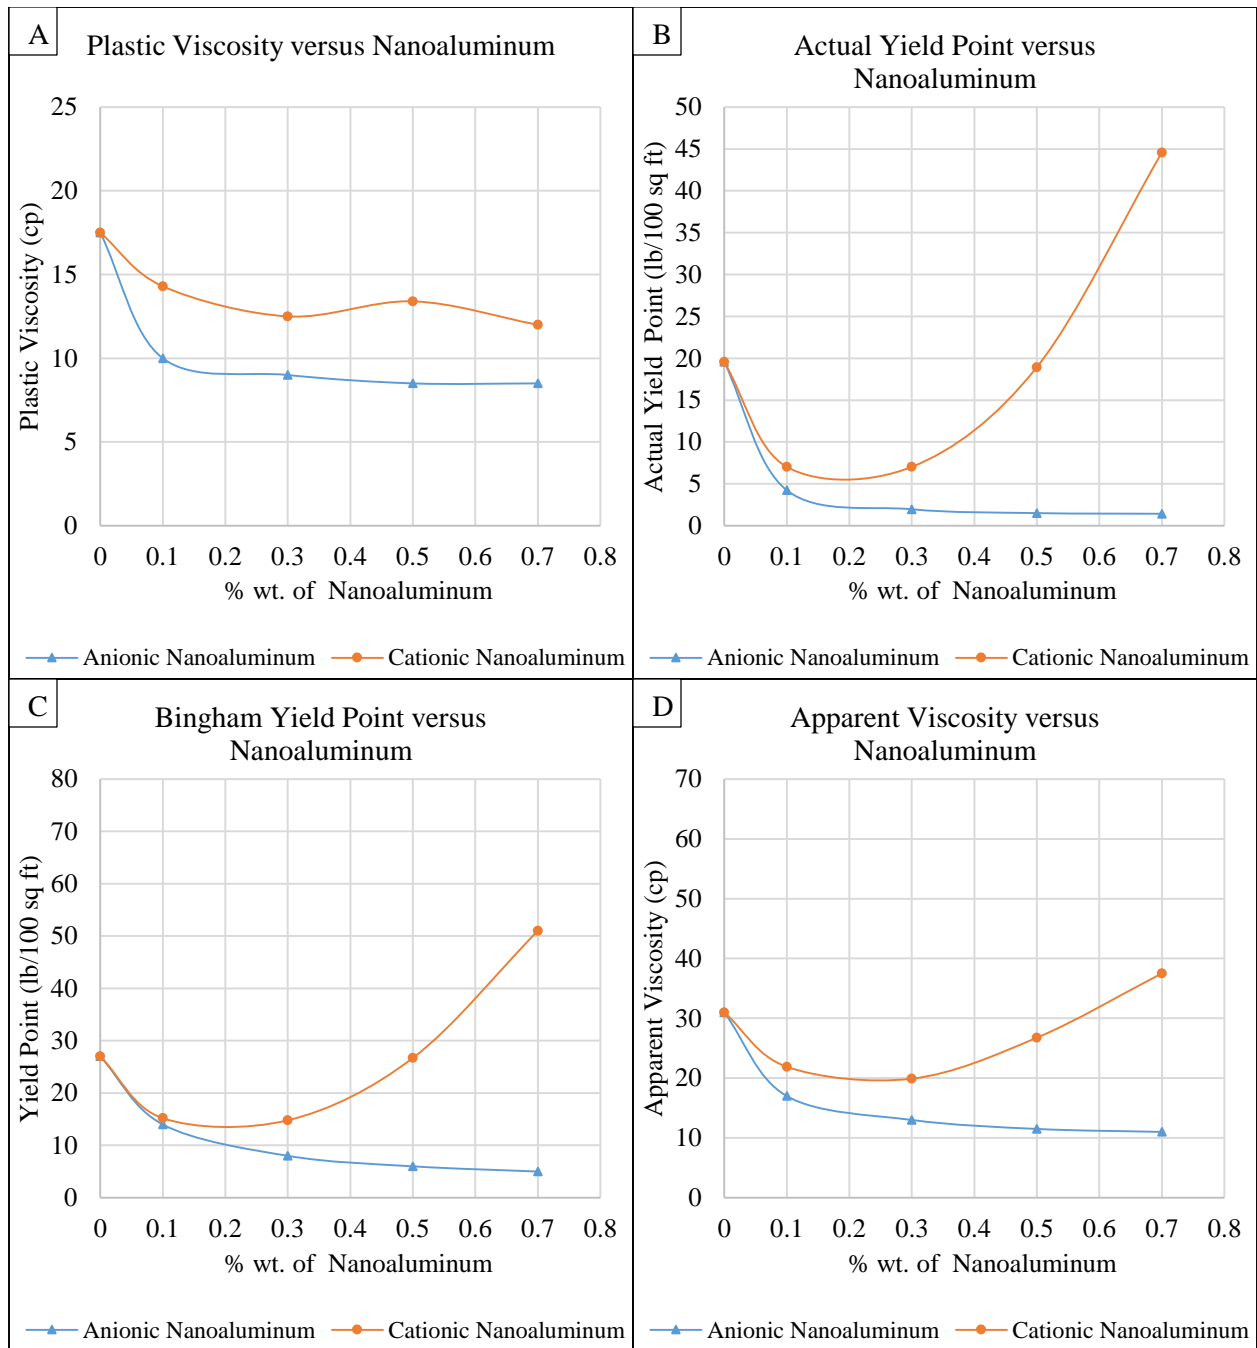 A
Plastic Viscosity versus Nanoaluminum
Plastic Viscosity (cp)
25
20
15
10
5
0
0 0.1 0.2 0.3 0.4 0.5 0.6 0.7 0.8
% wt. of Nanoaluminum
Anionic Nanoaluminum Cationic Nanoaluminum
B
Actual Yield Point versus
Nanoaluminum
Actual Yield Point (lb/100 sq ft)
50
45
40
35
30
25
20
15
10
5
0
0 0.1 0.2 0.3 0.4 0.5 0.6 0.7 0.8
% wt. of Nanoaluminum
Anionic Nanoaluminum Cationic Nanoaluminum
C
Bingham Yield Point versus
Nanoaluminum
Yield Point (lb/100 sq ft)
80
70
60
50
40
30
20
10
0
0 0.1 0.2 0.3 0.4 0.5 0.6 0.7 0.8
% wt. of Nanoaluminum
Anionic Nanoaluminum Cationic Nanoaluminum
D
Apparent Viscosity versus
Nanoaluminum
Apparent Viscosity (cp)
70
60
50
40
30
20
10
0
0 0.1 0.2 0.3 0.4 0.5 0.6 0.7 0.8
% wt. of Nanoaluminum
Anionic Nanoaluminum Cationic Nanoaluminum